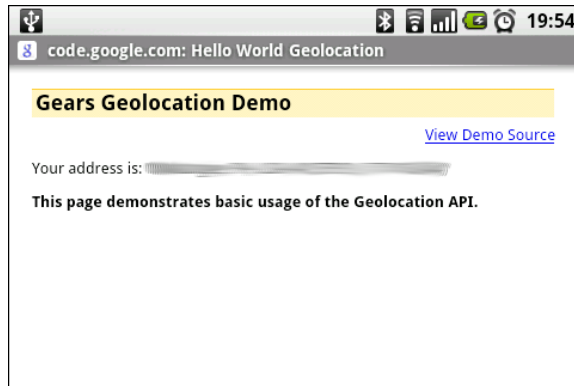 19:54
code.google.com: Hello World Geolocation
Gears Geolocation Demo
View Demo Source
Your address is:
This page demonstrates basic usage of the Geolocation API.